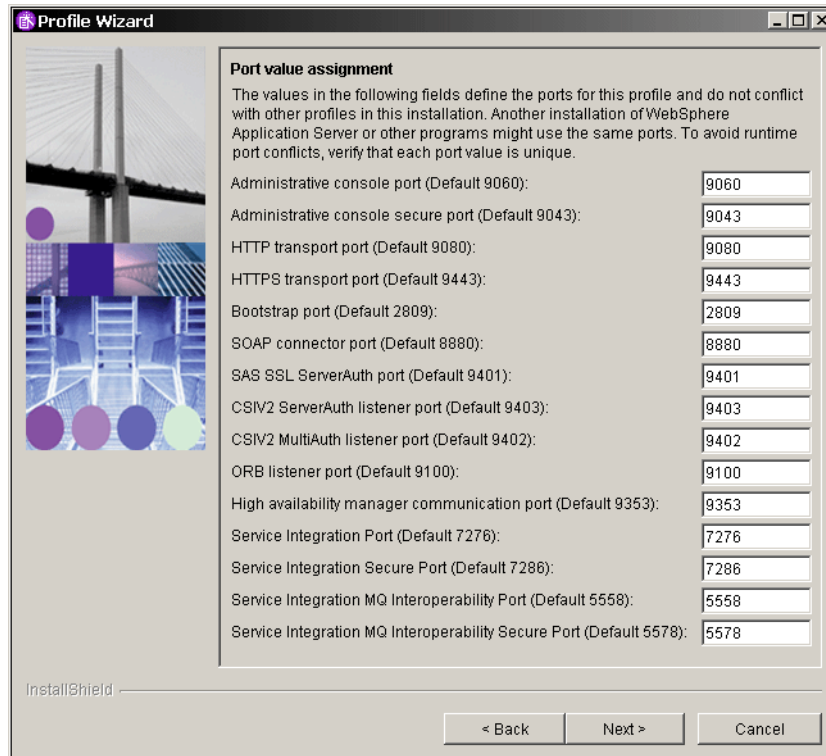 Profile Wizard
Port value assignment
The values in the following fields define the ports for this profile and do not conflict
with other profiles in this installation. Another installation of WebSphere
Application Server or other programs might use the same ports. To avoid runtime
port conflicts, verify that each port value is unique.
Administrative console port (Default 9060): 9060
Administrative console secure port (Default 9043): 9043
HTTP transport port (Default 9080): 9080
HTTPS transport port (Default 9443): 9443
Bootstrap port (Default 2809): 2809
SOAP connector port (Default 8880): 8880
SAS SSL ServerAuth port (Default 9401): 9401
CSIV2 ServerAuth listener port (Default 9403): 9403
CSIV2 MultiAuth listener port (Default 9402): 9402
ORB listener port (Default 9100): 9100
High availability manager communication port (Default 9353): 9353
Service Integration Port (Default 7276): 7276
Service Integration Secure Port (Default 7286): 7286
Service Integration MQ Interoperability Port (Default 5558): 5558
Service Integration MQ Interoperability Secure Port (Default 5578): 5578
InstallShield
< Back Next > Cancel